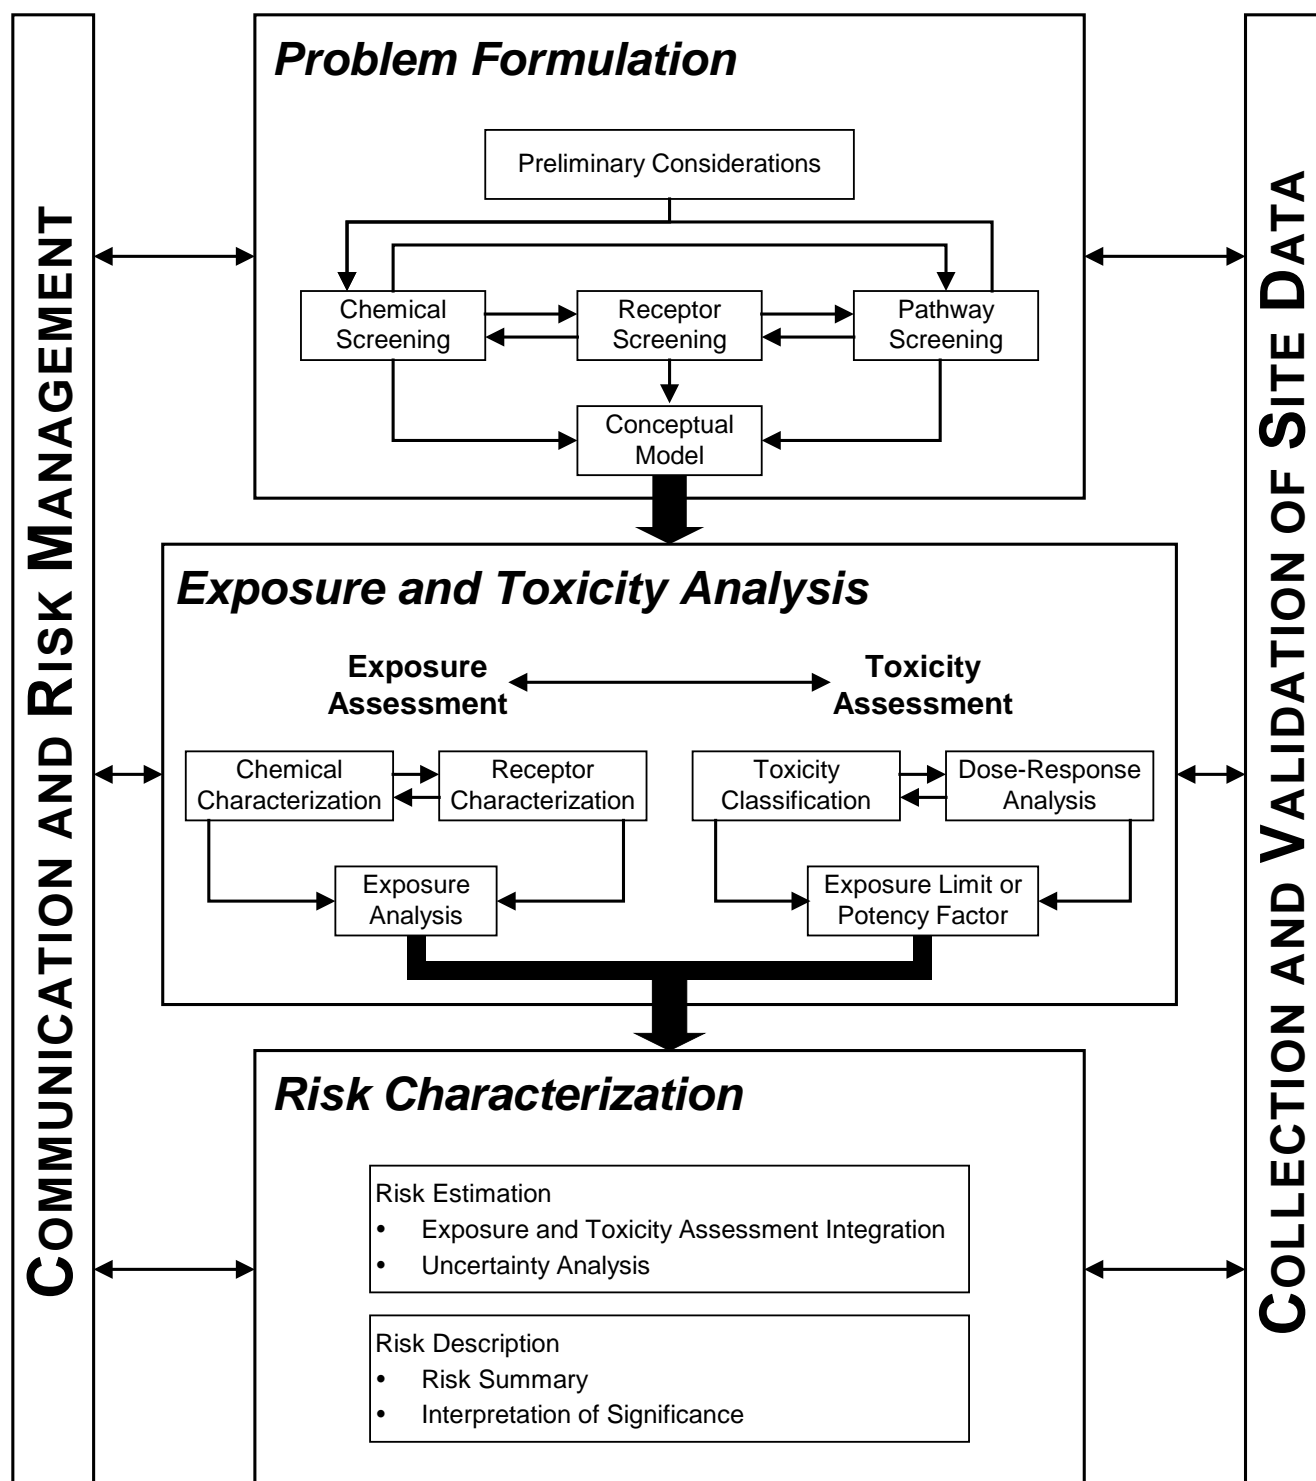 COMMUNICATION AND RISK MANAGEMENT
Problem Formulation
Preliminary Considerations
Chemical
Screening
Receptor
Screening
Pathway
Screening
Conceptual
Model
Exposure and Toxicity Analysis
Exposure
Assessment
Toxicity
Assessment
Chemical
Characterization
Receptor
Characterization
Toxicity
Classification
Dose-Response
Analysis
Exposure
Analysis
Exposure Limit or
Potency Factor
Risk Characterization
Risk Estimation
• Exposure and Toxicity Assessment Integration
• Uncertainty Analysis
Risk Description
• Risk Summary
• Interpretation of Significance
COLLECTION AND VALIDATION OF SITE DATA